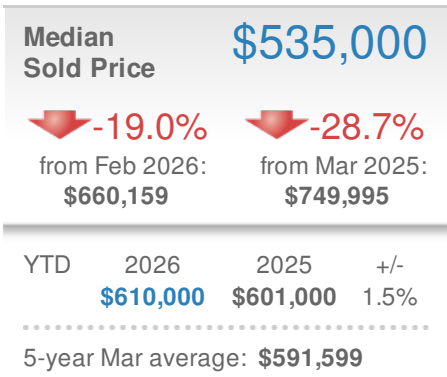 Median $535,000
Sold Price
-19.0% -28.7%
from Feb 2026: from Mar 2025:
$660,159 $749,995
YTD 2026 2025 +/-
$610,000 $601,000 1.5%
5-year Mar average: $591,599